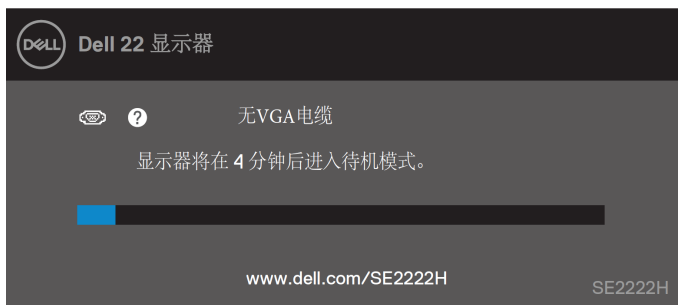 DELL Dell 22 显示器
? 无VGA电缆
显示器将在 4 分钟后进入待机模式。
www.dell.com/SE2222H
SE2222H